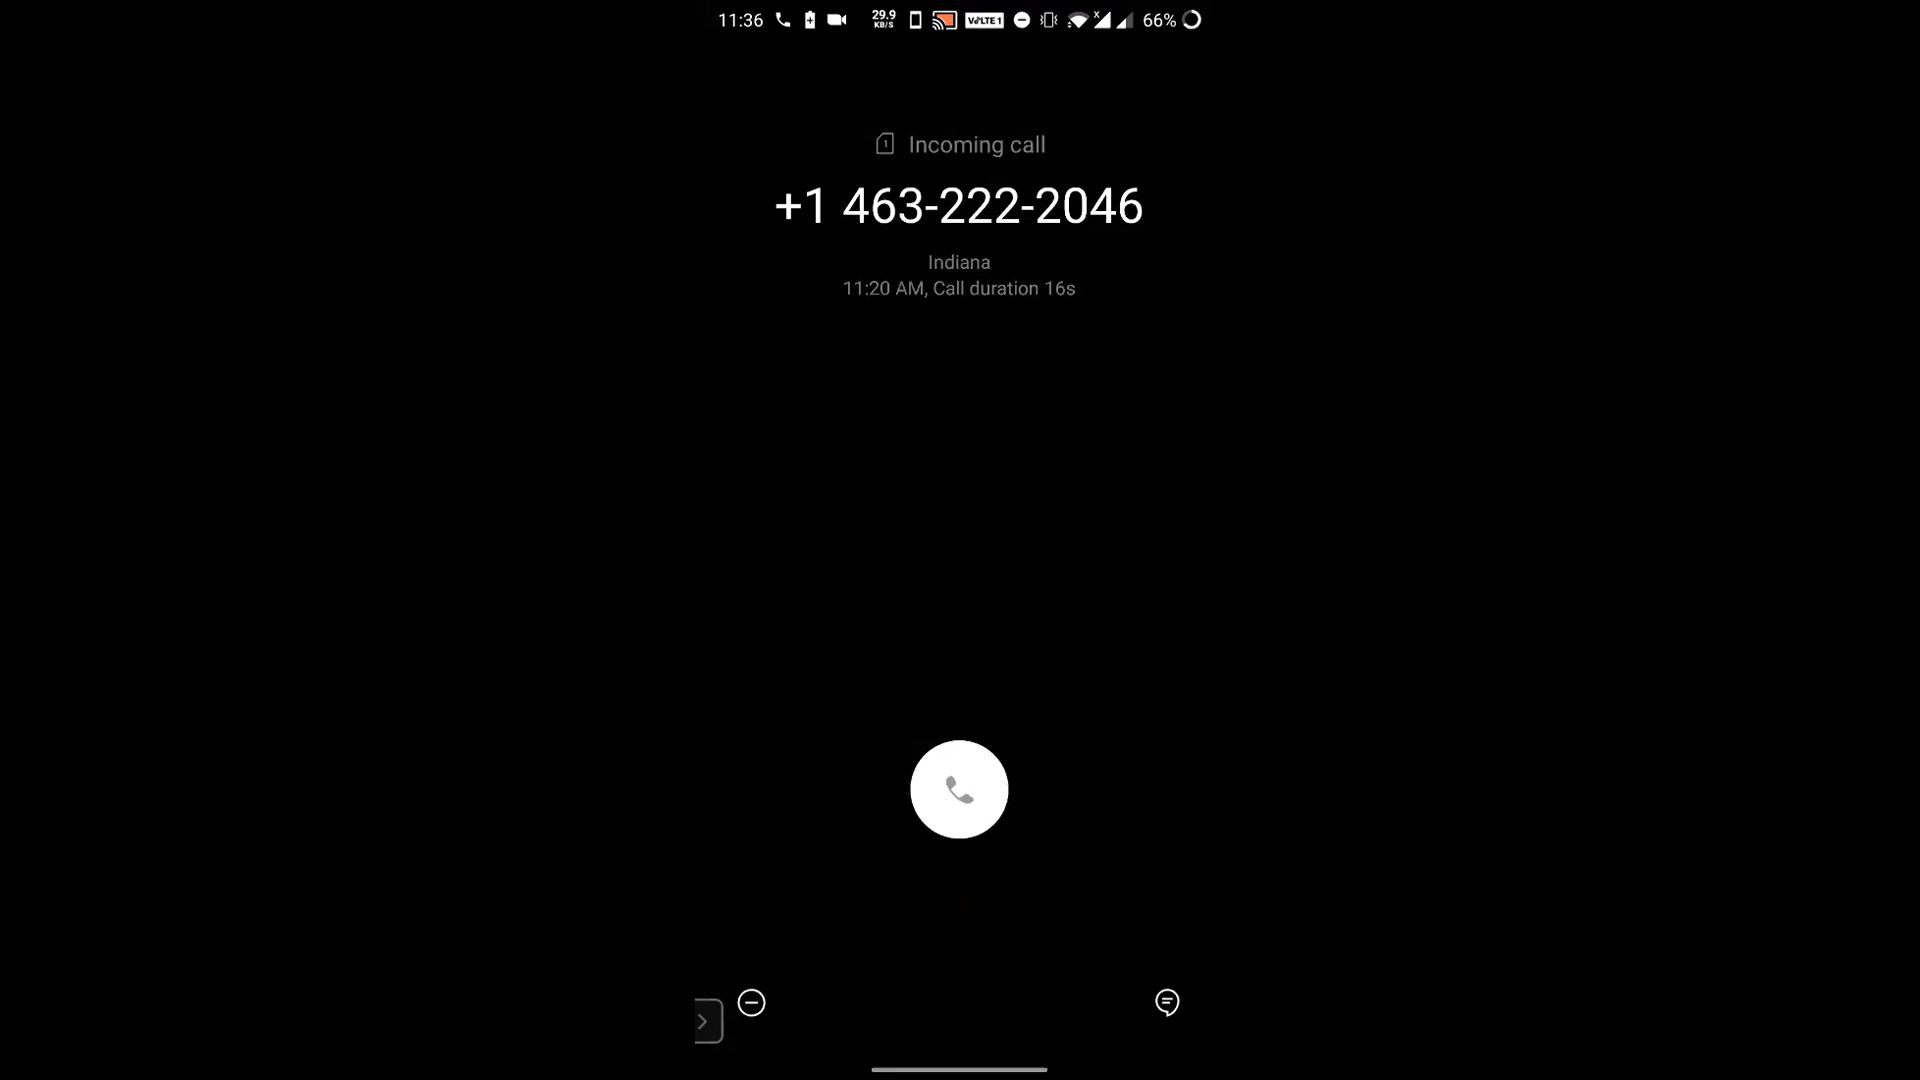 11:36 29.9 KB/S VoLTE 1 66%
1 Incoming call
+1 463-222-2046
Indiana
11:20 AM, Call duration 16s